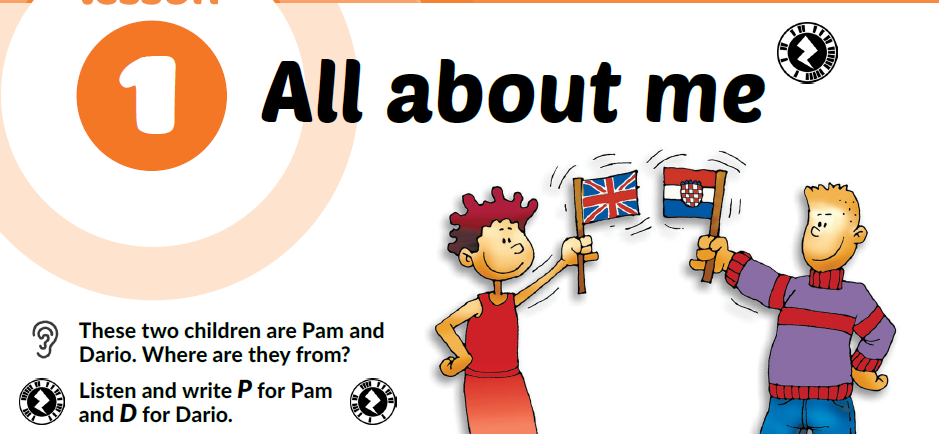 lesson
1
All about me
These two children are Pam and
Dario. Where are they from?
Listen and write P for Pam
and D for Dario.